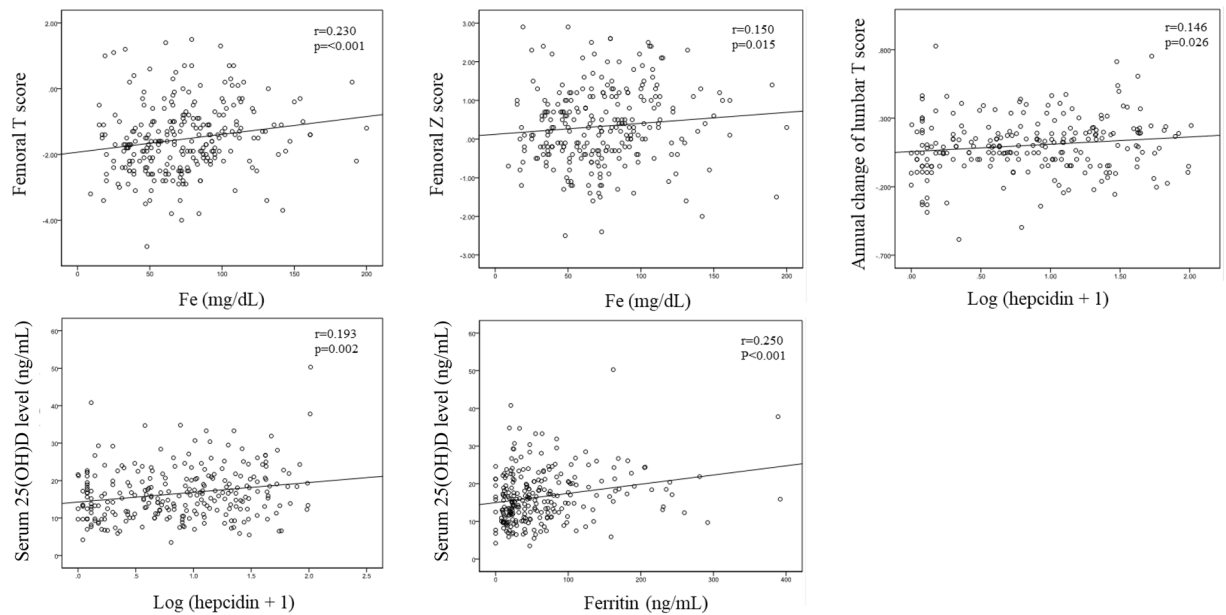 r=0.230
p=<0.001
Femoral T score
2.00
.00
-2.00
-4.00
0
50
100
150
200
Fe (mg/dL)
r=0.150
p=0.015
Femoral Z score
3.00
2.00
1.00
.00
-1.00
-2.00
-3.00
0
50
100
150
200
Fe (mg/dL)
r=0.146
p=0.026
Annual change of lumbar T score
.800
.300
-.200
-.700
.00
.50
1.00
1.50
2.00
Log (hepcidin + 1)
r=0.193
p=0.002
Serum 25(OH)D level (ng/mL)
60
50
40
30
20
10
0
.0
.5
1.0
1.5
2.0
2.5
Log (hepcidin + 1)
r=0.250
P<0.001
Serum 25(OH)D level (ng/mL)
60
50
40
30
20
10
0
0
100
200
300
400
Ferritin (ng/mL)